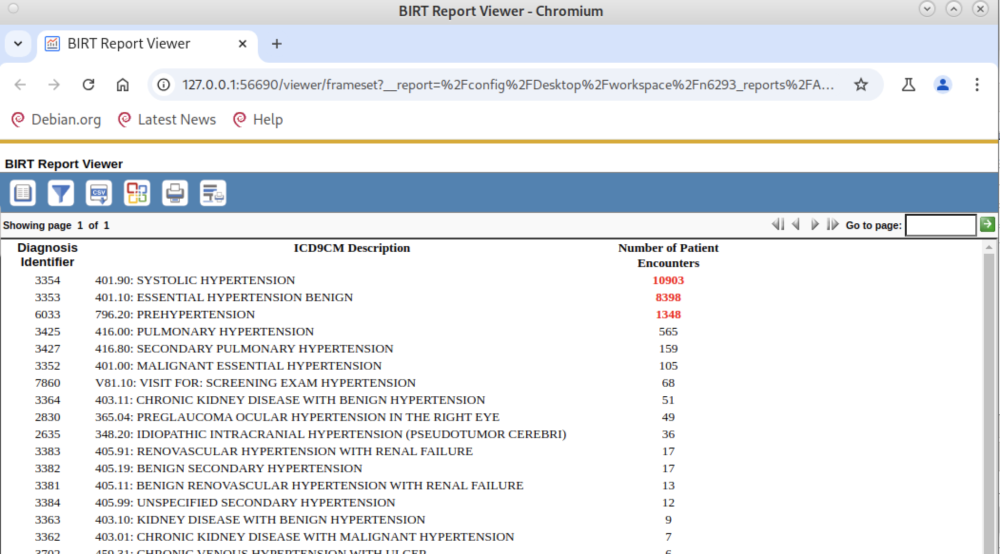 BIRT Report Viewer - Chromium
BIRT Report Viewer
127.0.0.1:56690/viewer/frameset?__report=%2Fconfig%2FDesktop%2Fworkspace%2Fn6293_reports%2FA...
Debian.org Latest News Help
BIRT Report Viewer
CSV
Showing page 1 of 1 Go to page:
Diagnosis Identifier ICD9CM Description Number of Patient Encounters
3354 401.90: SYSTOLIC HYPERTENSION 10903
3353 401.10: ESSENTIAL HYPERTENSION BENIGN 8398
6033 796.20: PREHYPERTENSION 1348
3425 416.00: PULMONARY HYPERTENSION 565
3427 416.80: SECONDARY PULMONARY HYPERTENSION 159
3352 401.00: MALIGNANT ESSENTIAL HYPERTENSION 105
7860 V81.10: VISIT FOR: SCREENING EXAM HYPERTENSION 68
3364 403.11: CHRONIC KIDNEY DISEASE WITH BENIGN HYPERTENSION 51
2830 365.04: PREGLAUCOMA OCULAR HYPERTENSION IN THE RIGHT EYE 49
2635 348.20: IDIOPATHIC INTRACRANIAL HYPERTENSION (PSEUDOTUMOR CEREBRI) 36
3383 405.91: RENOVASCULAR HYPERTENSION WITH RENAL FAILURE 17
3382 405.19: BENIGN SECONDARY HYPERTENSION 17
3381 405.11: BENIGN RENOVASCULAR HYPERTENSION WITH RENAL FAILURE 13
3384 405.99: UNSPECIFIED SECONDARY HYPERTENSION 12
3363 403.10: KIDNEY DISEASE WITH BENIGN HYPERTENSION 9
3362 403.01: CHRONIC KIDNEY DISEASE WITH MALIGNANT HYPERTENSION 7
459.31: CHRONIC VENOUS HYPERTENSION WITH ULCER